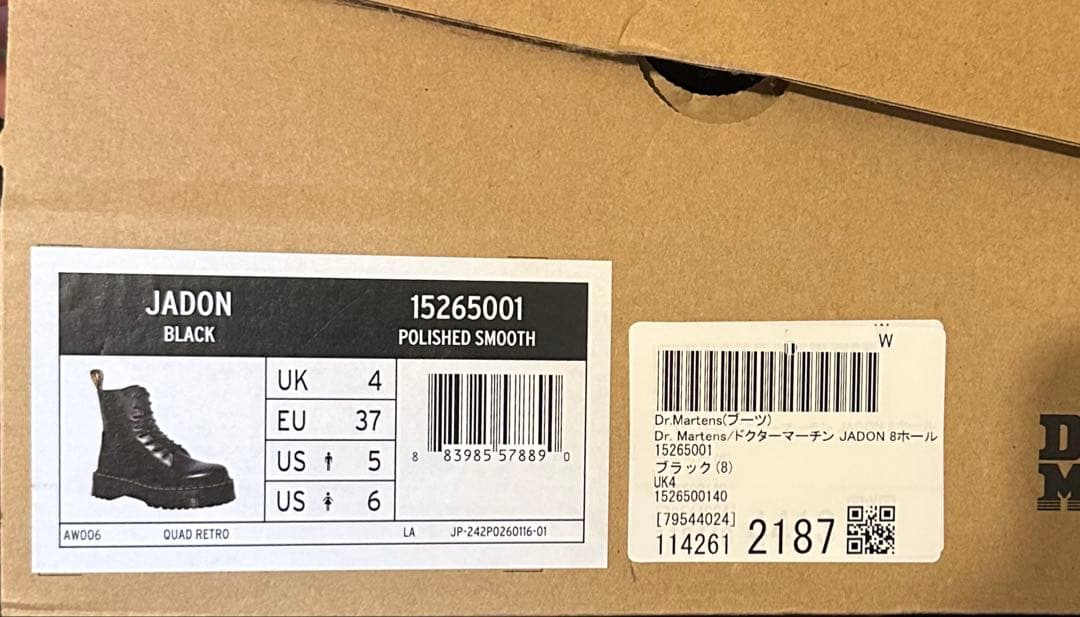 JADON
BLACK
15265001
POLISHED SMOOTH
UK 4
EU 37
US 5
US 6
8 83985 57889 0
AW006 QUAD RETRO LA JP-242P0260116-01
W
Dr.Martens(ブーツ)
Dr. Martens/ドクターマーチン JADON 8ホール
15265001
ブラック(8)
UK4
1526500140
[79544024]
114261 2187
D
M